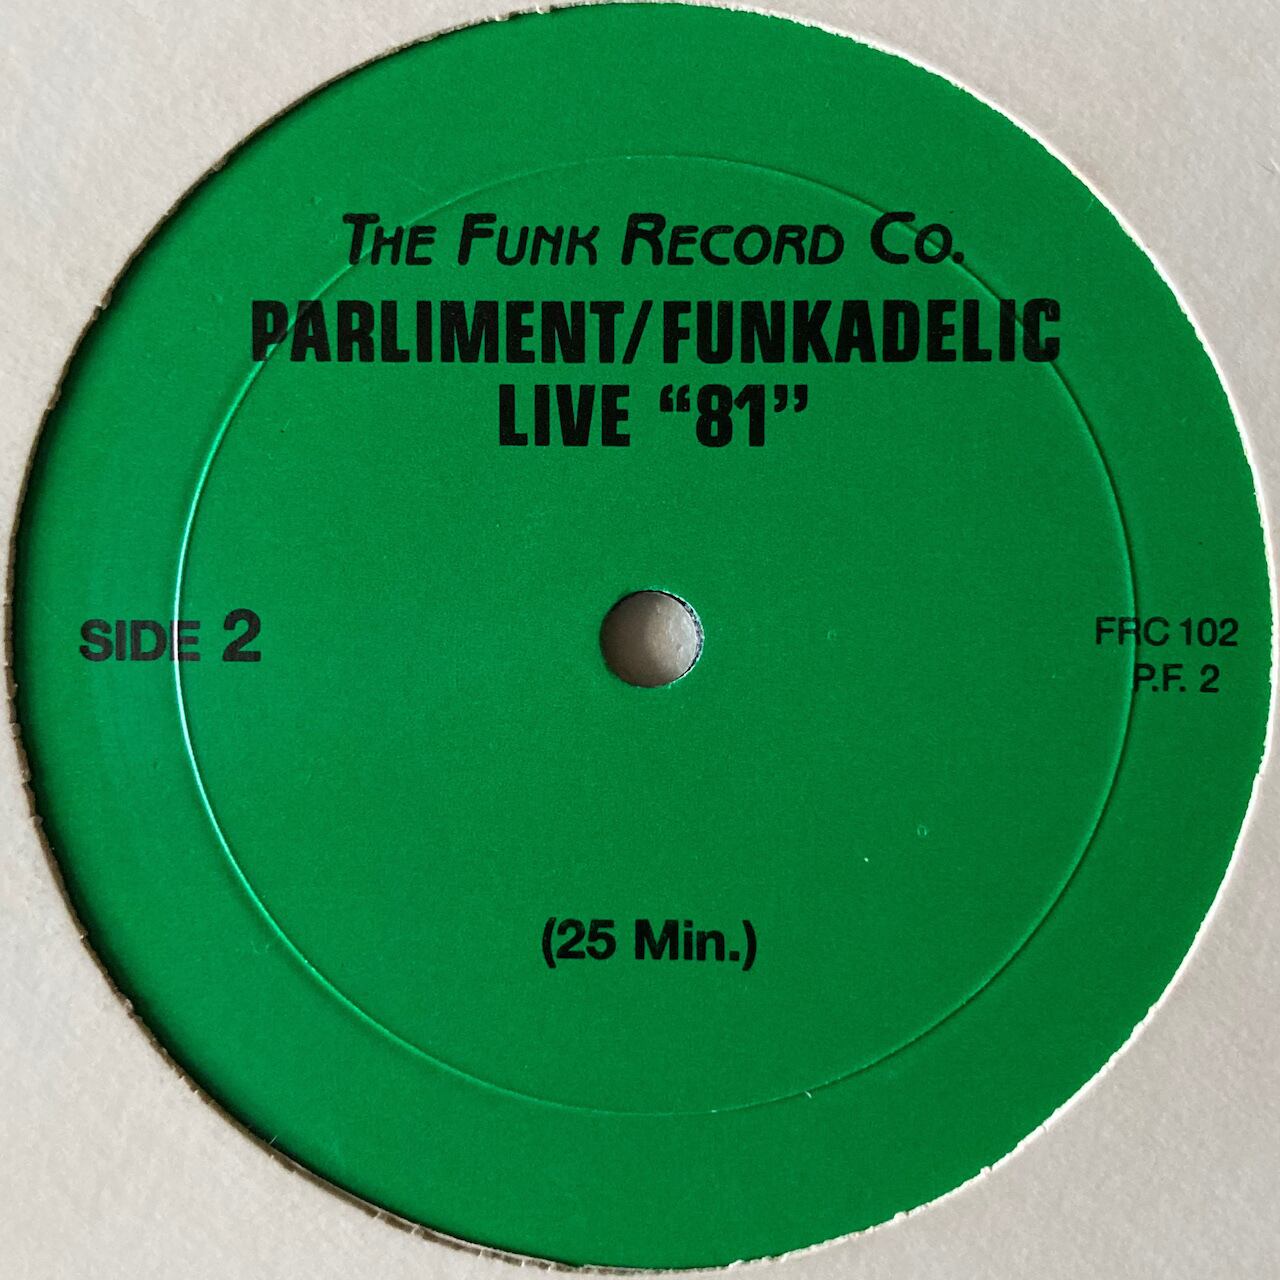 THE FUNK RECORD CO.
PARLIMENT/FUNKADELIC
LIVE “81”
SIDE 2
FRC 102
P.F. 2
(25 Min.)